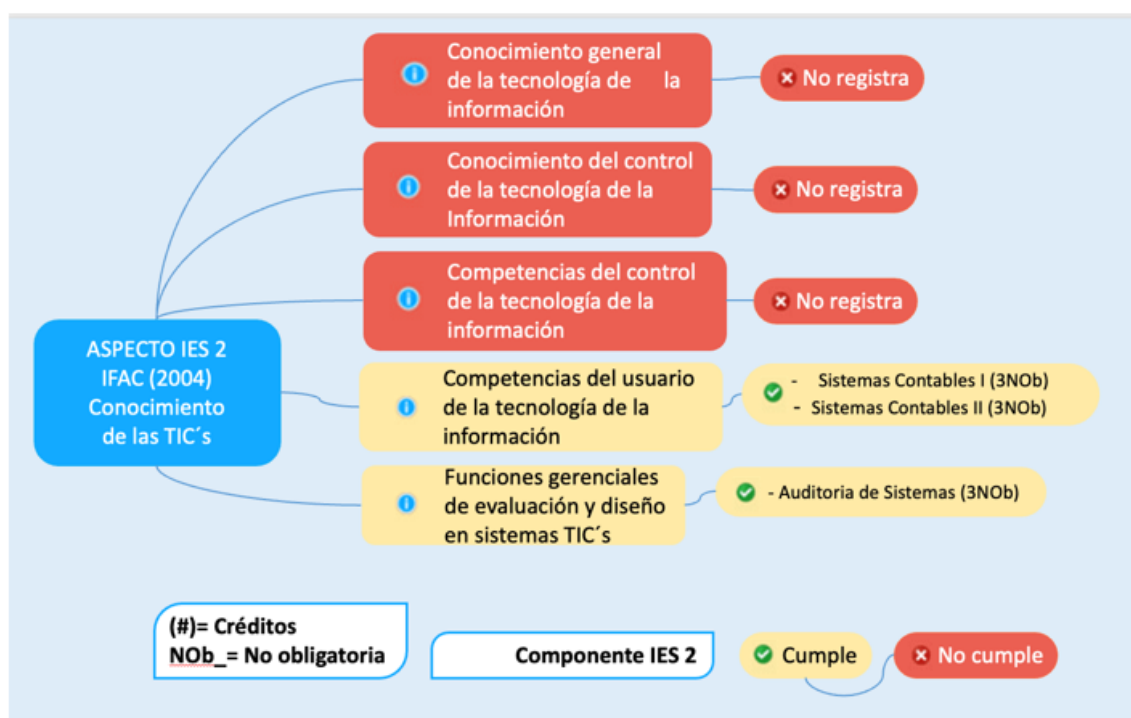 Conocimiento general
de la tecnología de la
información
No registra
Conocimiento del control
de la tecnología de la
Información
No registra
Competencias del control
de la tecnología de la
información
No registra
ASPECTO IES 2
IFAC (2004)
Conocimiento
de las TIC´s
Competencias del usuario
de la tecnología de la
información
- Sistemas Contables I (3NOb)
- Sistemas Contables II (3NOb)
Funciones gerenciales
de evaluación y diseño
en sistemas TIC´s
- Auditoria de Sistemas (3NOb)
(#)= Créditos
NOb_= No obligatoria
Componente IES 2
Cumple
No cumple